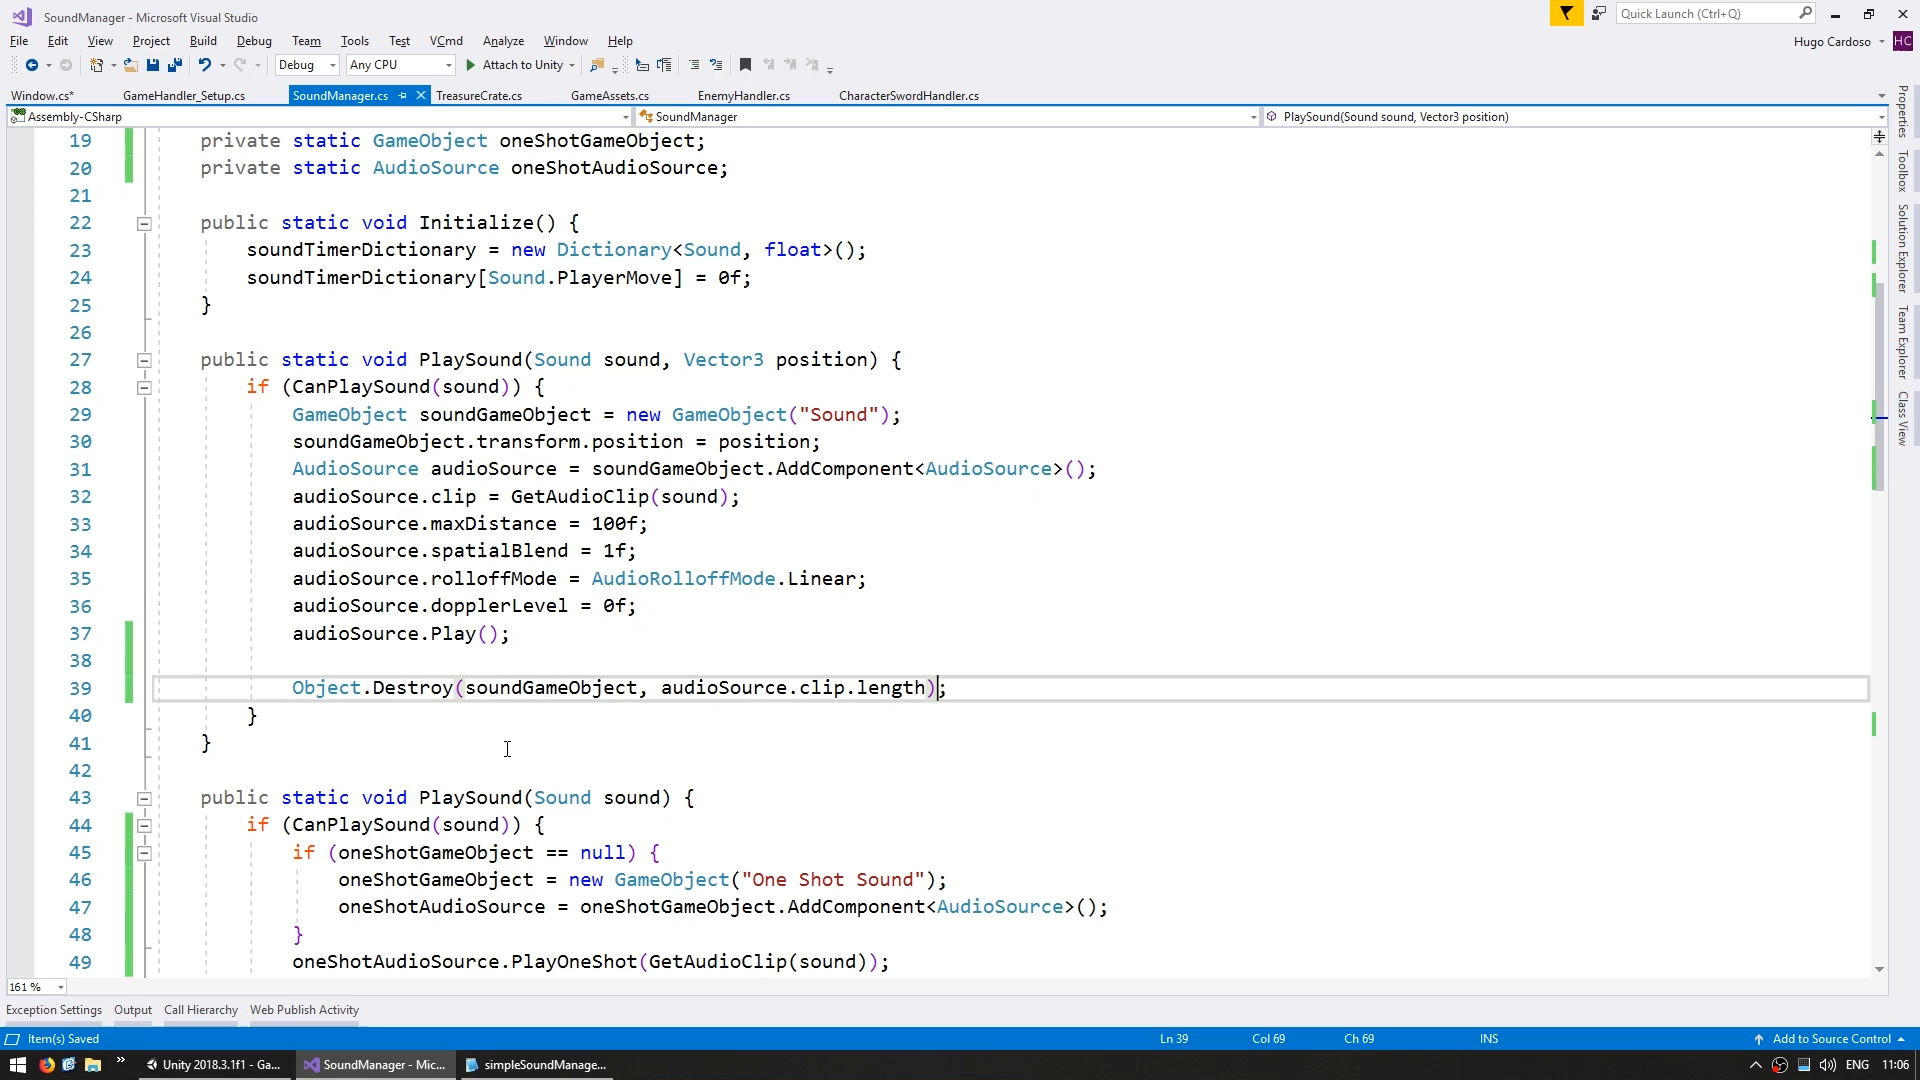 SoundManager - Microsoft Visual Studio
Quick Launch (Ctrl+Q)
File Edit View Project Build Debug Team Tools Test VCmd Analyze Window Help
Hugo Cardoso HC
Debug Any CPU Attach to Unity
Window.cs* GameHandler_Setup.cs SoundManager.cs TreasureCrate.cs GameAssets.cs EnemyHandler.cs CharacterSwordHandler.cs
Assembly-CSharp SoundManager PlaySound(Sound sound, Vector3 position)
19 private static GameObject oneShotGameObject;
20 private static AudioSource oneShotAudioSource;
21
22 public static void Initialize() {
23 soundTimerDictionary = new Dictionary<Sound, float>();
24 soundTimerDictionary[Sound.PlayerMove] = 0f;
25 }
26
27 public static void PlaySound(Sound sound, Vector3 position) {
28 if (CanPlaySound(sound)) {
29 GameObject soundGameObject = new GameObject("Sound");
30 soundGameObject.transform.position = position;
31 AudioSource audioSource = soundGameObject.AddComponent<AudioSource>();
32 audioSource.clip = GetAudioClip(sound);
33 audioSource.maxDistance = 100f;
34 audioSource.spatialBlend = 1f;
35 audioSource.rolloffMode = AudioRolloffMode.Linear;
36 audioSource.dopplerLevel = 0f;
37 audioSource.Play();
38
39 Object.Destroy(soundGameObject, audioSource.clip.length);
40 }
41 }
42
43 public static void PlaySound(Sound sound) {
44 if (CanPlaySound(sound)) {
45 if (oneShotGameObject == null) {
46 oneShotGameObject = new GameObject("One Shot Sound");
47 oneShotAudioSource = oneShotGameObject.AddComponent<AudioSource>();
48 }
49 oneShotAudioSource.PlayOneShot(GetAudioClip(sound));
Properties
Toolbox
Solution Explorer
Team Explorer
Class View
161 %
Exception Settings Output Call Hierarchy Web Publish Activity
Item(s) Saved Ln 39 Col 69 Ch 69 INS Add to Source Control
Unity 2018.3.1f1 - Ga... SoundManager - Mic... simpleSoundManage... ENG 11:06